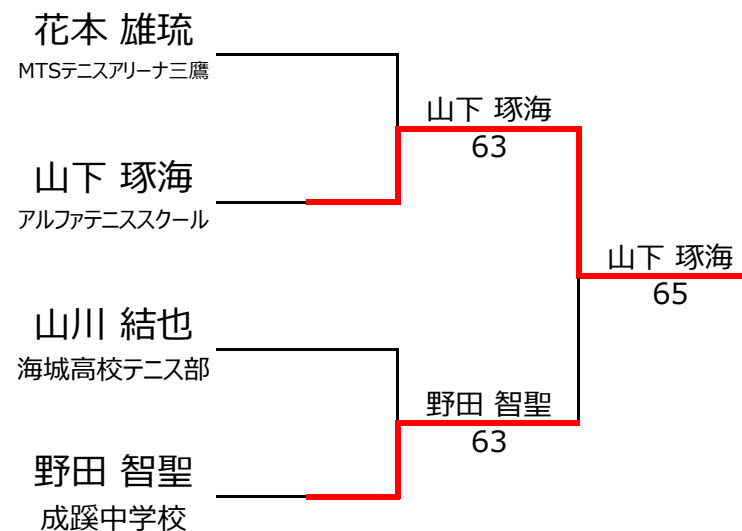 花本 雄琉
MTSテニスアリーナ三鷹
山下 琢海
63
山下 琢海
アルファテニススクール
山下 琢海
65
山川 結也
海城高校テニス部
野田 智聖
63
野田 智聖
成蹊中学校